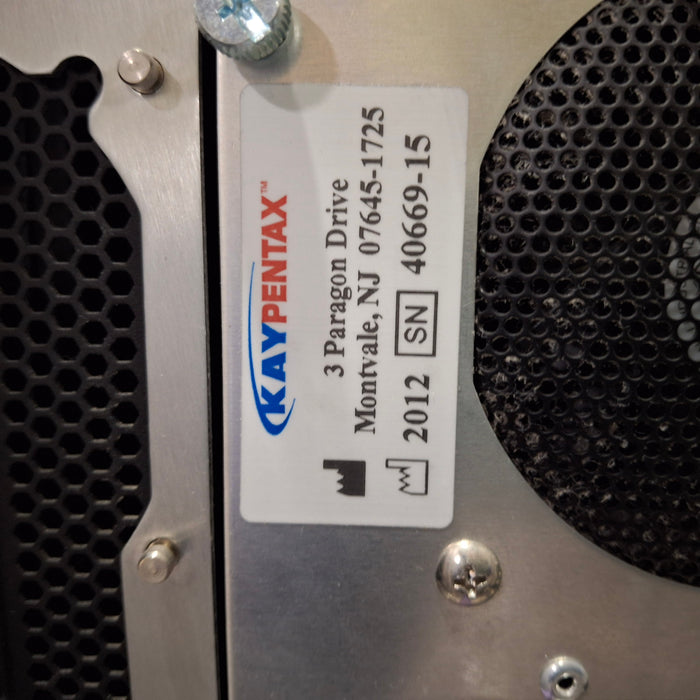 KAYPENTAX™
3 Paragon Drive
Montvale, NJ 07645-1725
2012 SN 40669-15